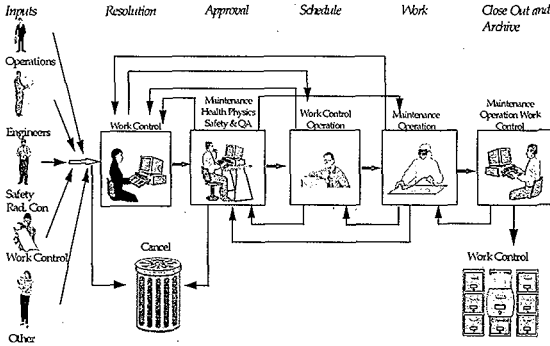 Inputs
Resolution
Approval
Schedule
Work
Close Out and
Archive
Operations
Engineers
Safety
Rad. Con
Work Control
Other
Work Control
Maintenance
Health Physics
Safety & QA
Work Control
Operation
Maintenance
Operation
Maintenance
Operation Work
Control
Cancel
Work Control